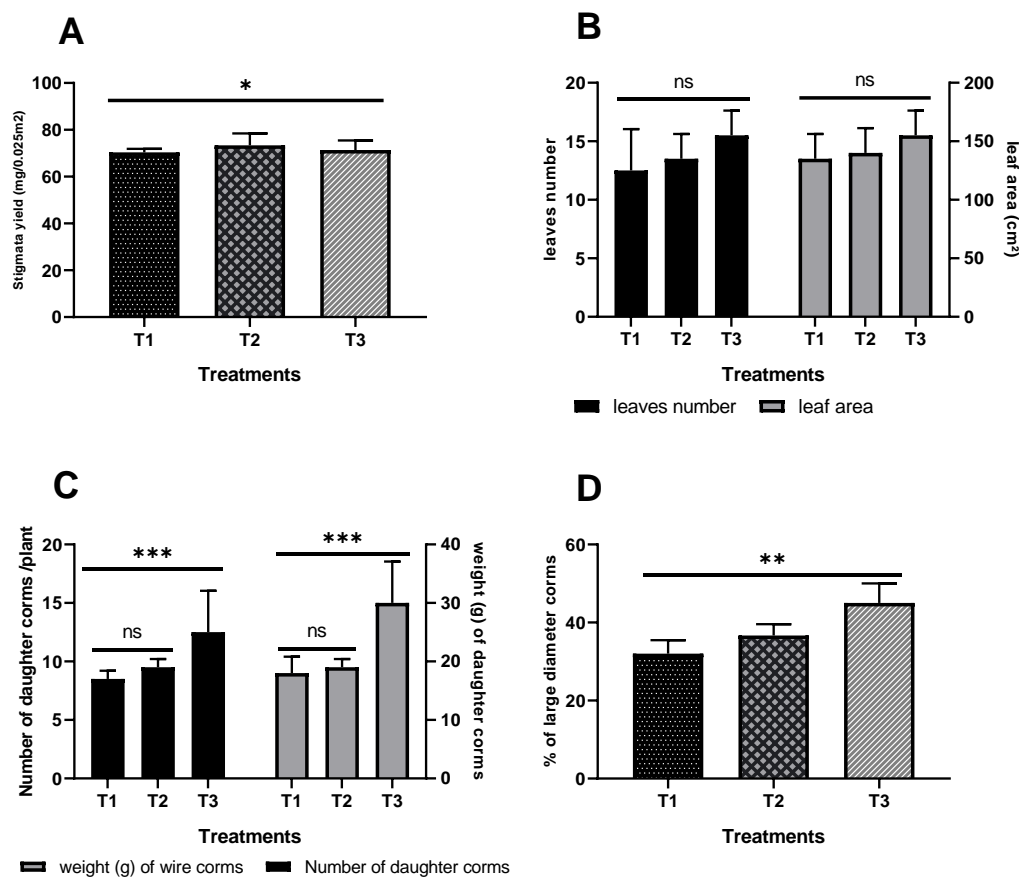 A
100
80
60
40
20
0
Stigmata yield (mg/0.025m2)
*
T1 T2 T3
Treatments
B
20
15
10
5
0
leaves number
ns ns
200
150
100
50
0
leaf area (cm²)
T1 T2 T3 T1 T2 T3
Treatments
leaves number leaf area
C
20
15
10
5
0
Number of daughter corms /plant
*** ***
ns ns
40
30
20
10
0
weight (g) of daughter corms
T1 T2 T3 T1 T2 T3
Treatments
weight (g) of wire corms Number of daughter corms
D
60
40
20
0
% of large diameter corms
**
T1 T2 T3
Treatments